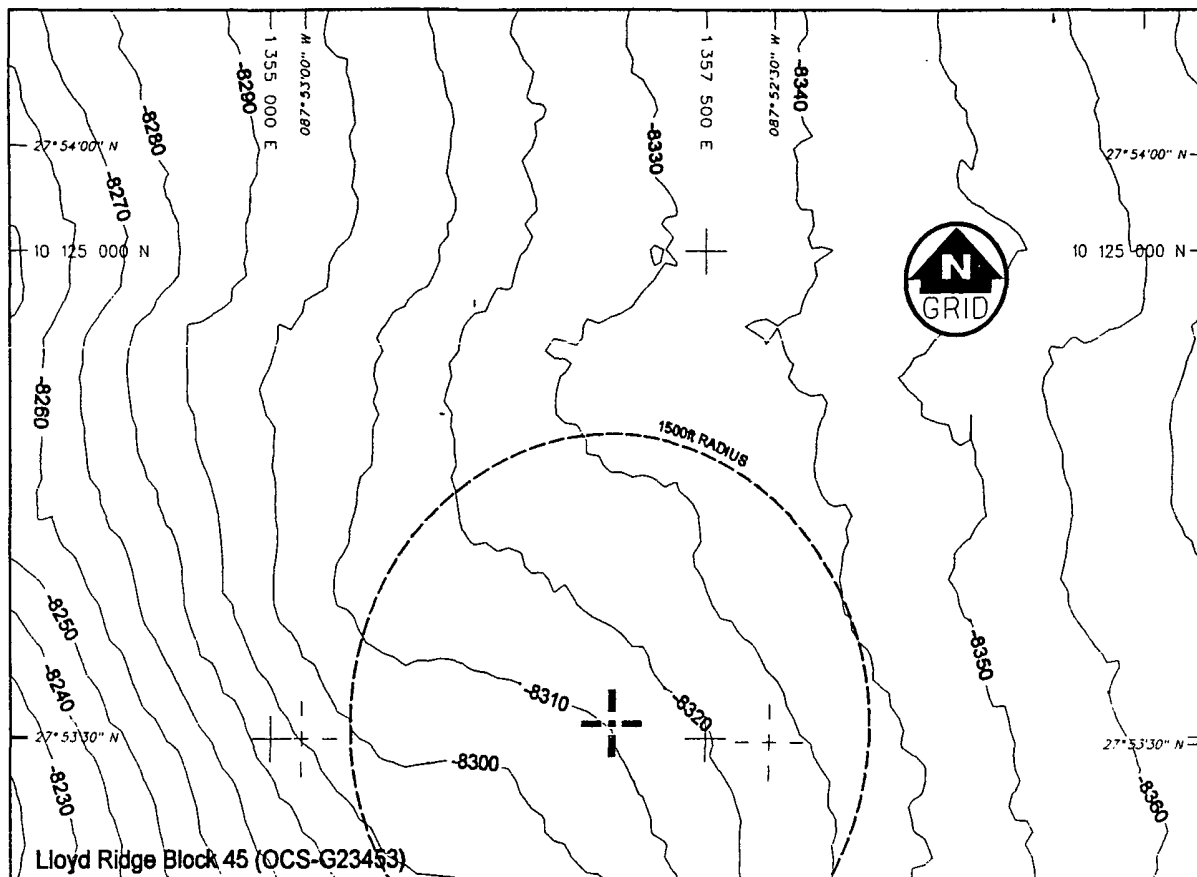 1 355 000 E
087°53'00" W
1 357 500 E
087°52'30" W
-8290
-8280
-8270
-8340
-8330
27°54'00" N
27°54'00" N
10 125 000 N
10 125 000 N
N
GRID
-8260
1500ft RADIUS
-8250
-8240
-8230
-8310
-8320
-8300
-8350
-8360
27°53'30" N
27°53'30" N
Lloyd Ridge Block 45 (OCS-G23453)